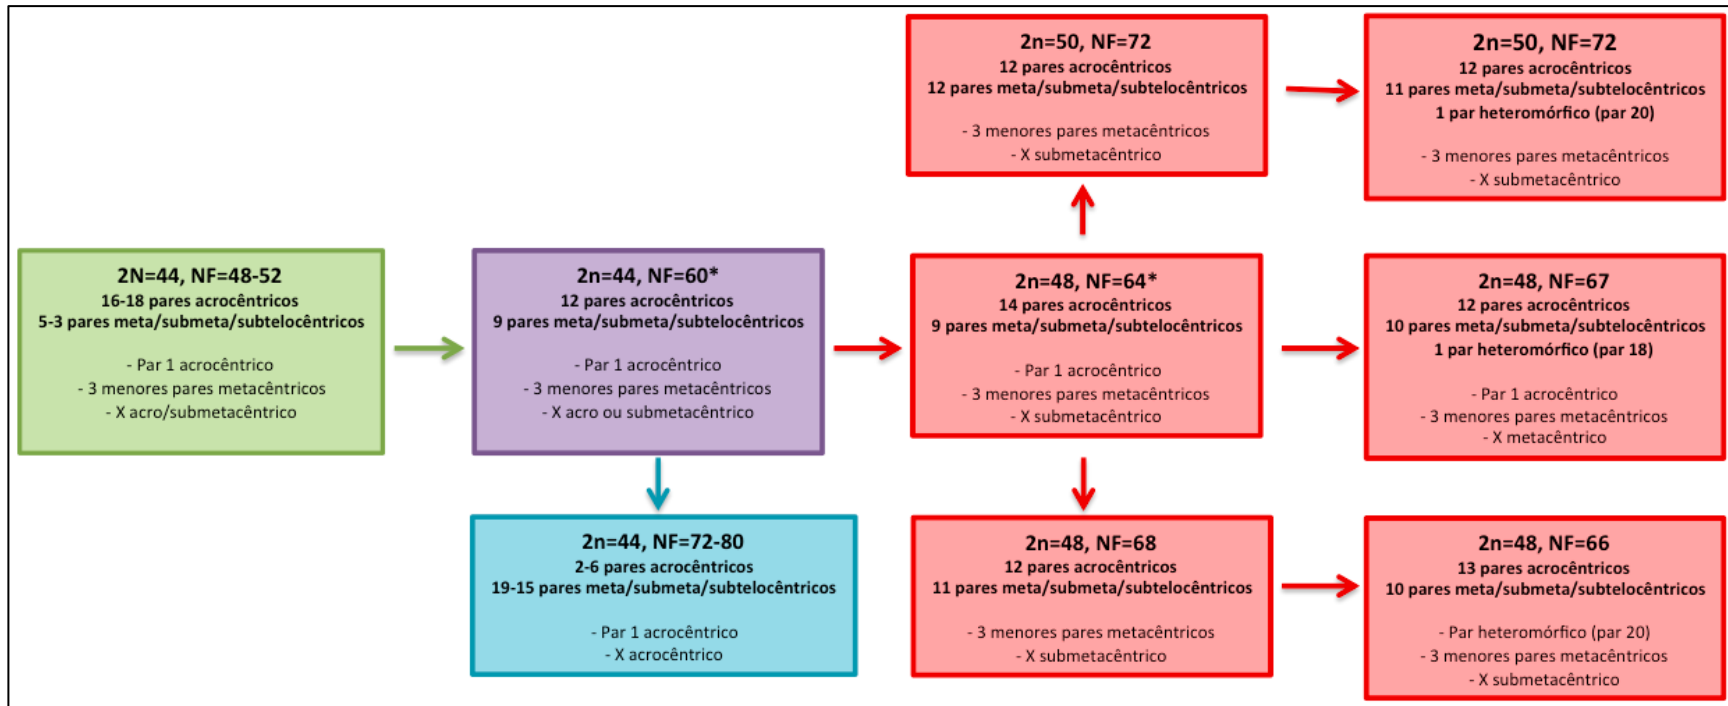 2n=50, NF=72
12 pares acrocêntricos
12 pares meta/submeta/subtelocêntricos
- 3 menores pares metacêntricos
- X submetacêntrico
2n=50, NF=72
12 pares acrocêntricos
11 pares meta/submeta/subtelocêntricos
1 par heteromórfico (par 20)
- 3 menores pares metacêntricos
- X submetacêntrico
2N=44, NF=48-52
16-18 pares acrocêntricos
5-3 pares meta/submeta/subtelocêntricos
- Par 1 acrocêntrico
- 3 menores pares metacêntricos
- X acro/submetacêntrico
2n=44, NF=60*
12 pares acrocêntricos
9 pares meta/submeta/subtelocêntricos
- Par 1 acrocêntrico
- 3 menores pares metacêntricos
- X acro ou submetacêntrico
2n=48, NF=64*
14 pares acrocêntricos
9 pares meta/submeta/subtelocêntricos
- Par 1 acrocêntrico
- 3 menores pares metacêntricos
- X submetacêntrico
2n=48, NF=67
12 pares acrocêntricos
10 pares meta/submeta/subtelocêntricos
1 par heteromórfico (par 18)
- Par 1 acrocêntrico
- 3 menores pares metacêntricos
- X metacêntrico
2n=44, NF=72-80
2-6 pares acrocêntricos
19-15 pares meta/submeta/subtelocêntricos
- Par 1 acrocêntrico
- X acrocêntrico
2n=48, NF=68
12 pares acrocêntricos
11 pares meta/submeta/subtelocêntricos
- 3 menores pares metacêntricos
- X submetacêntrico
2n=48, NF=66
13 pares acrocêntricos
10 pares meta/submeta/subtelocêntricos
- Par heteromórfico (par 20)
- 3 menores pares metacêntricos
- X submetacêntrico